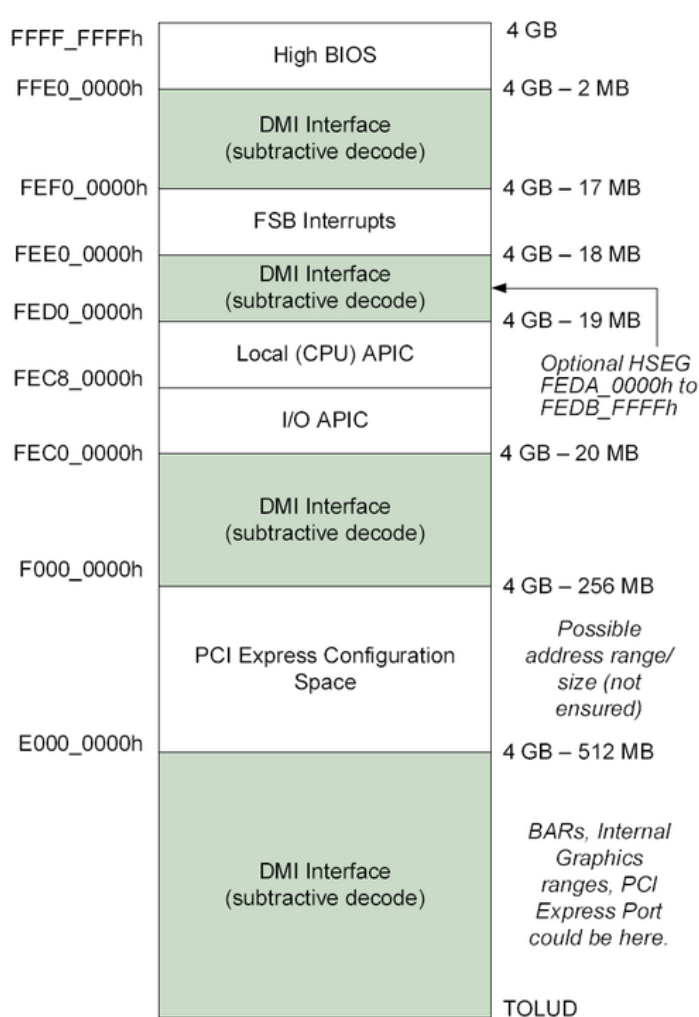 FFFF_FFFFh
4 GB
High BIOS
FFE0_0000h
4 GB – 2 MB
DMI Interface
(subtractive decode)
FEF0_0000h
4 GB – 17 MB
FSB Interrupts
FEE0_0000h
4 GB – 18 MB
DMI Interface
(subtractive decode)
FED0_0000h
4 GB – 19 MB
Local (CPU) APIC
Optional HSEG
FEDA_0000h to
FEDB_FFFFh
FEC8_0000h
I/O APIC
FEC0_0000h
4 GB – 20 MB
DMI Interface
(subtractive decode)
F000_0000h
4 GB – 256 MB
PCI Express Configuration
Space
Possible
address range/
size (not
ensured)
E000_0000h
4 GB – 512 MB
DMI Interface
(subtractive decode)
BARs, Internal
Graphics
ranges, PCI
Express Port
could be here.
TOLUD